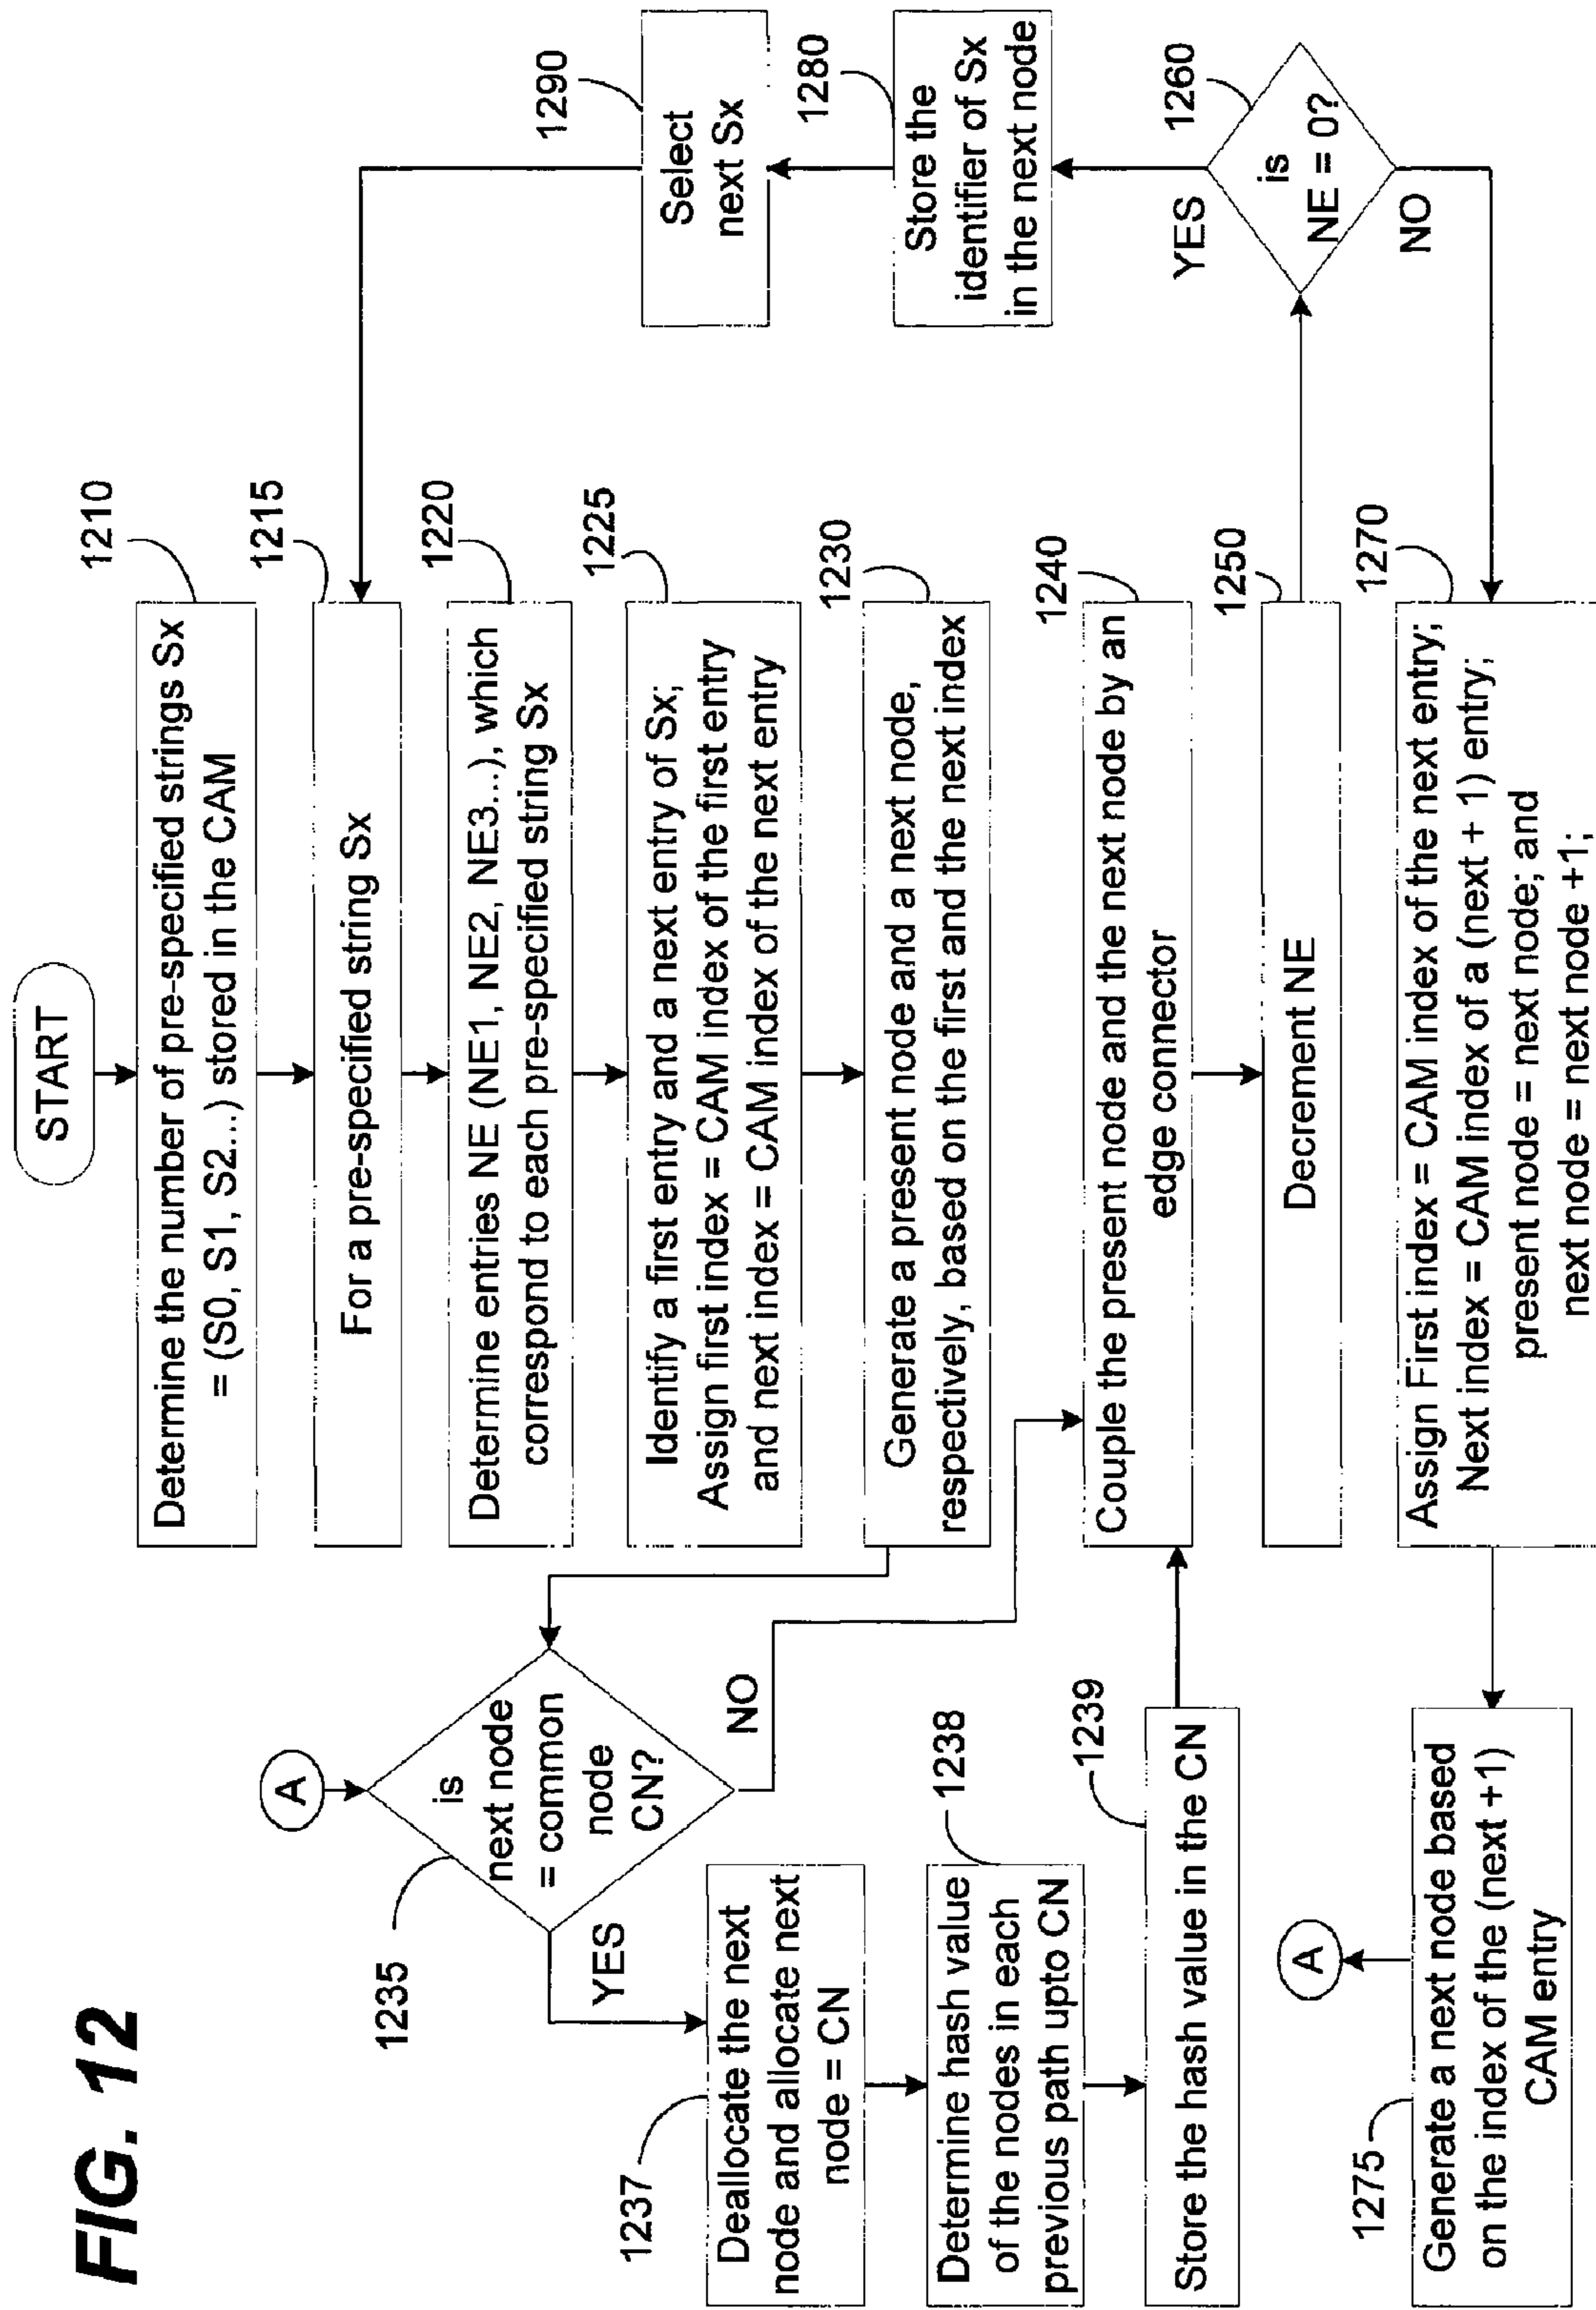 FIG. 12
START
1210
Determine the number of pre-specified strings Sx
= (S0, S1, S2...) stored in the CAM
1215
For a pre-specified string Sx
1220
Determine entries NE (NE1, NE2, NE3...), which
correspond to each pre-specified string Sx
1225
Identify a first entry and a next entry of Sx;
Assign first index = CAM index of the first entry
and next index = CAM index of the next entry
1230
Generate a present node and a next node,
respectively, based on the first and the next index
A
1235
is
next node
= common
node
CN?
YES
NO
1237
Deallocate the next
node and allocate next
node = CN
1238
Determine hash value
of the nodes in each
previous path upto CN
1239
Store the hash value in the CN
1240
Couple the present node and the next node by an
edge connector
1250
Decrement NE
1260
is
NE = 0?
YES
NO
1280
Store the
identifier of Sx
in the next node
1290
Select
next Sx
1270
Assign First index = CAM index of the next entry;
Next index = CAM index of a (next + 1) entry;
present node = next node; and
next node = next node +1;
1275
Generate a next node based
on the index of the (next +1)
CAM entry
A